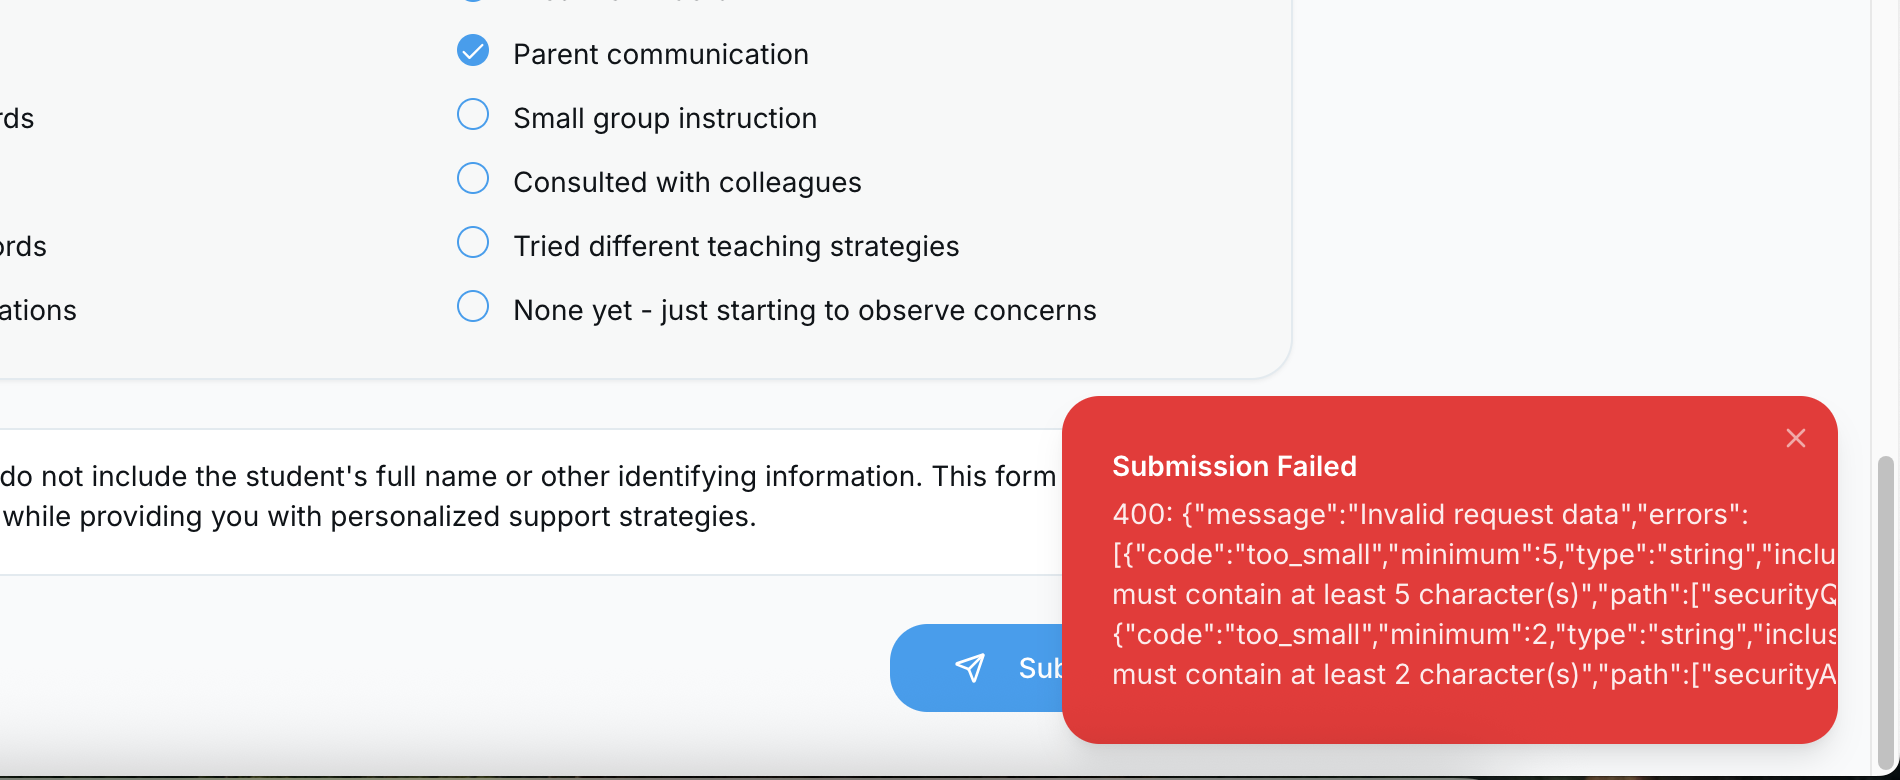 Parent communication
rds
Small group instruction
Consulted with colleagues
ords
Tried different teaching strategies
ations
None yet - just starting to observe concerns
do not include the student's full name or other identifying information. This form
while providing you with personalized support strategies.
Sub
Submission Failed
400: {"message":"Invalid request data","errors":
[{"code":"too_small","minimum":5,"type":"string","inclu
must contain at least 5 character(s)","path":["securityQ
{"code":"too_small","minimum":2,"type":"string","inclus
must contain at least 2 character(s)","path":["securityA